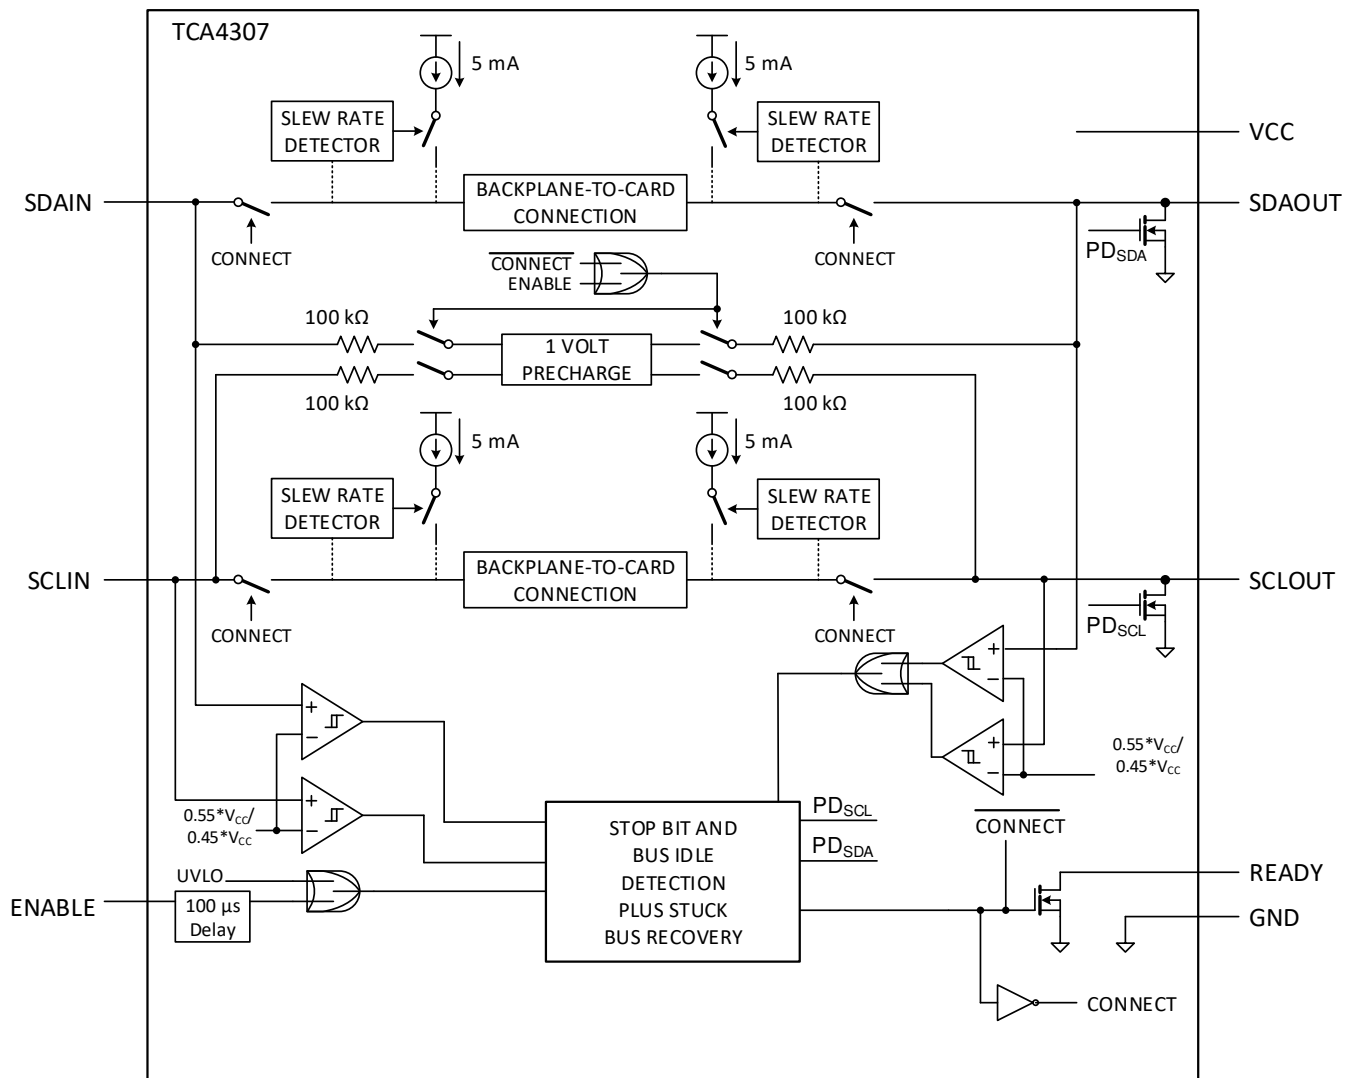 TCA4307
5 mA
5 mA
SLEW RATE
DETECTOR
SLEW RATE
DETECTOR
VCC
SDAIN
BACKPLANE-TO-CARD
CONNECTION
SDAOUT
CONNECT
CONNECT
PDSDA
CONNECT
ENABLE
100 kΩ
100 kΩ
1 VOLT
PRECHARGE
100 kΩ
100 kΩ
5 mA
5 mA
SLEW RATE
DETECTOR
SLEW RATE
DETECTOR
SCLIN
BACKPLANE-TO-CARD
CONNECTION
SCLOUT
CONNECT
CONNECT
PDSCL
+
−
+
−
+
−
+
−
0.55*VCC/
0.45*VCC
0.55*VCC/
0.45*VCC
STOP BIT AND
BUS IDLE
DETECTION
PLUS STUCK
BUS RECOVERY
PDSCL
PDSDA
CONNECT
UVLO
ENABLE
100 µs
Delay
READY
GND
CONNECT